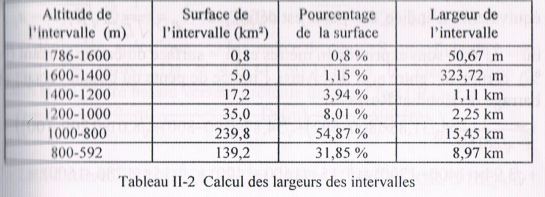 Altitude de l'intervalle (m) | Surface de l'intervalle (km²) | Pourcentage de la surface | Largeur de l'intervalle
1786-1600 | 0,8 | 0,8 % | 50,67 m
1600-1400 | 5,0 | 1,15 % | 323,72 m
1400-1200 | 17,2 | 3,94 % | 1,11 km
1200-1000 | 35,0 | 8,01 % | 2,25 km
1000-800 | 239,8 | 54,87 % | 15,45 km
800-592 | 139,2 | 31,85 % | 8,97 km
Tableau II-2 Calcul des largeurs des intervalles